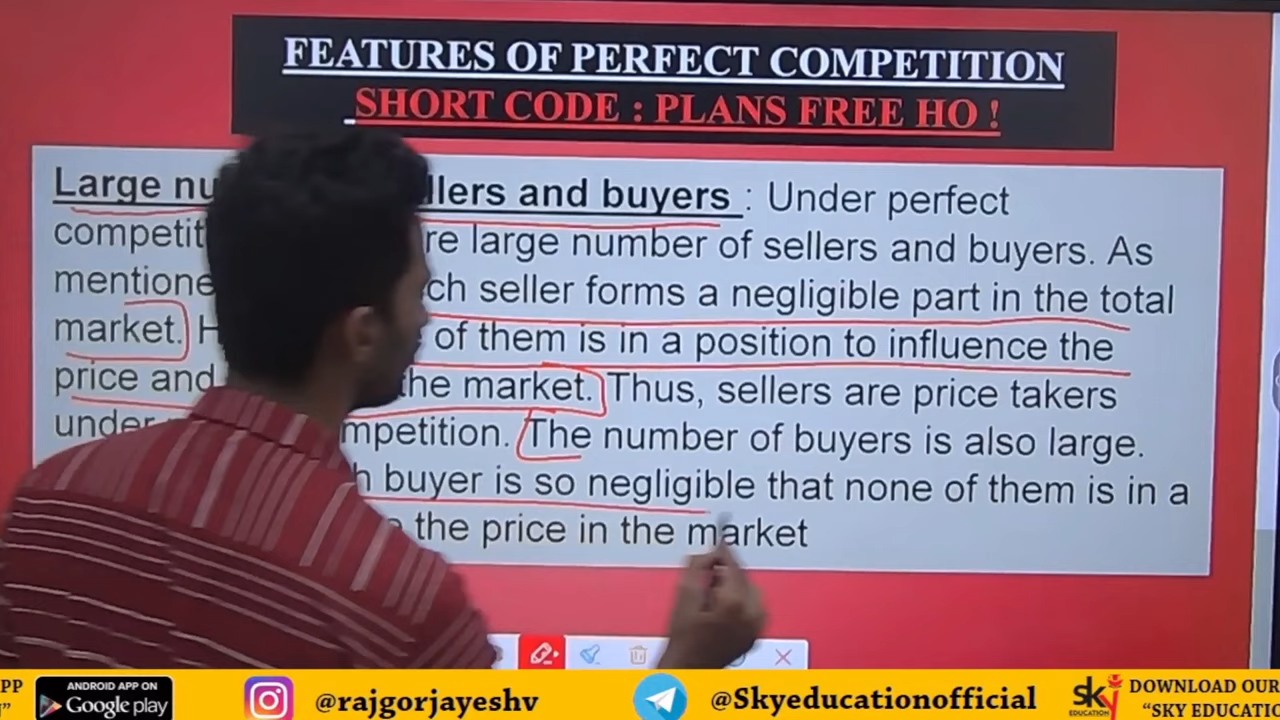 FEATURES OF PERFECT COMPETITION
SHORT CODE : PLANS FREE HO !
Large nu llers and buyers : Under perfect
competit re large number of sellers and buyers. As
mentione ch seller forms a negligible part in the total
market. H of them is in a position to influence the
price and the market. Thus, sellers are price takers
under mpetition. The number of buyers is also large.
h buyer is so negligible that none of them is in a
the price in the market
PP
ANDROID APP ON
Google play
@rajgorjayeshv
@Skyeducationofficial
sky
EDUCATION
DOWNLOAD OUR
"SKY EDUCATIO